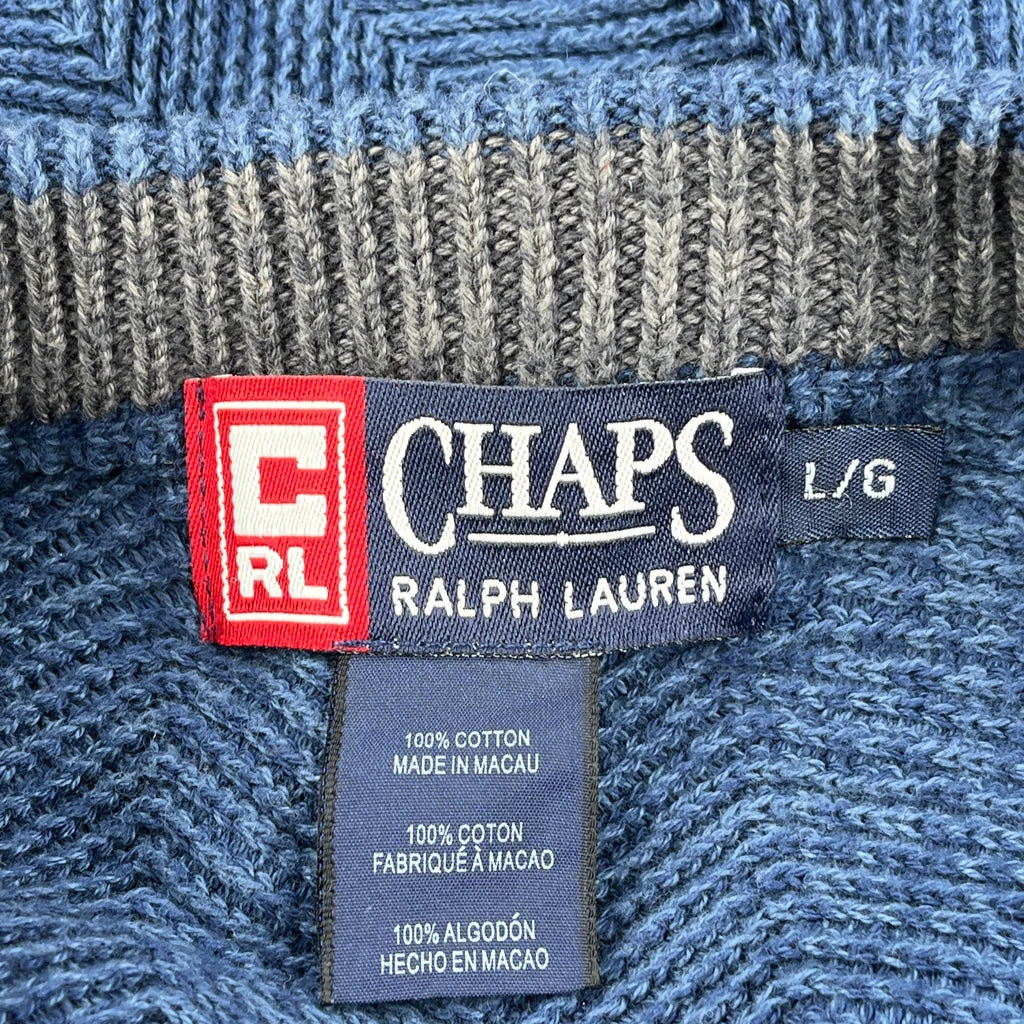 C
RL
CHAPS
RALPH LAUREN
L/G
100% COTTON
MADE IN MACAU
100% COTON
FABRIQUÉ À MACAO
100% ALGODÓN
HECHO EN MACAO